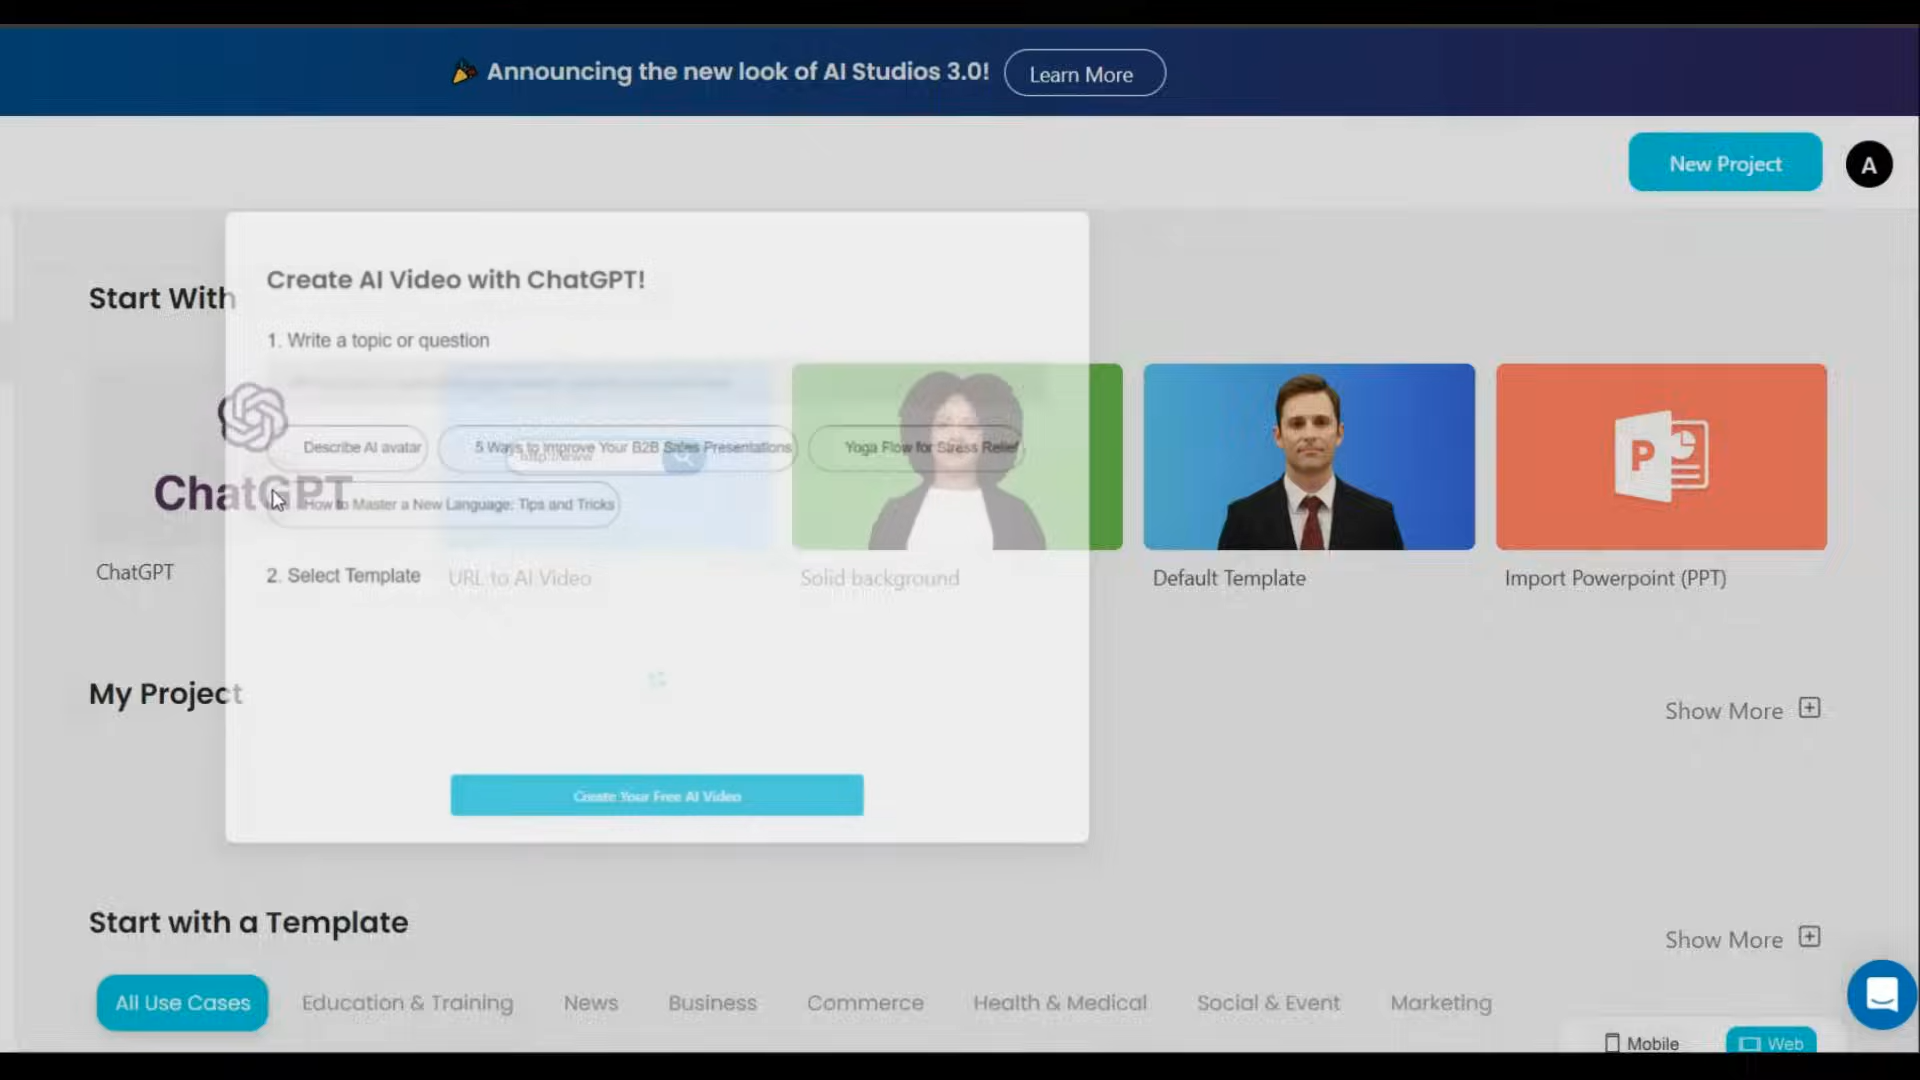 Announcing the new look of AI Studios 3.0!
Learn More
New Project
A
Start With
Create AI Video with ChatGPT!
1. Write a topic or question
Describe AI avatar
5 Ways to Improve Your B2B Sales Presentations
Yoga Flow for Stress Relief
http://www
ChatGPT
How to Master a New Language: Tips and Tricks
P
ChatGPT
2. Select Template
URL to AI Video
Solid background
Default Template
Import Powerpoint (PPT)
My Project
Show More
Create Your Free AI Video
Start with a Template
Show More
All Use Cases
Education & Training
News
Business
Commerce
Health & Medical
Social & Event
Marketing
Mobile
Web